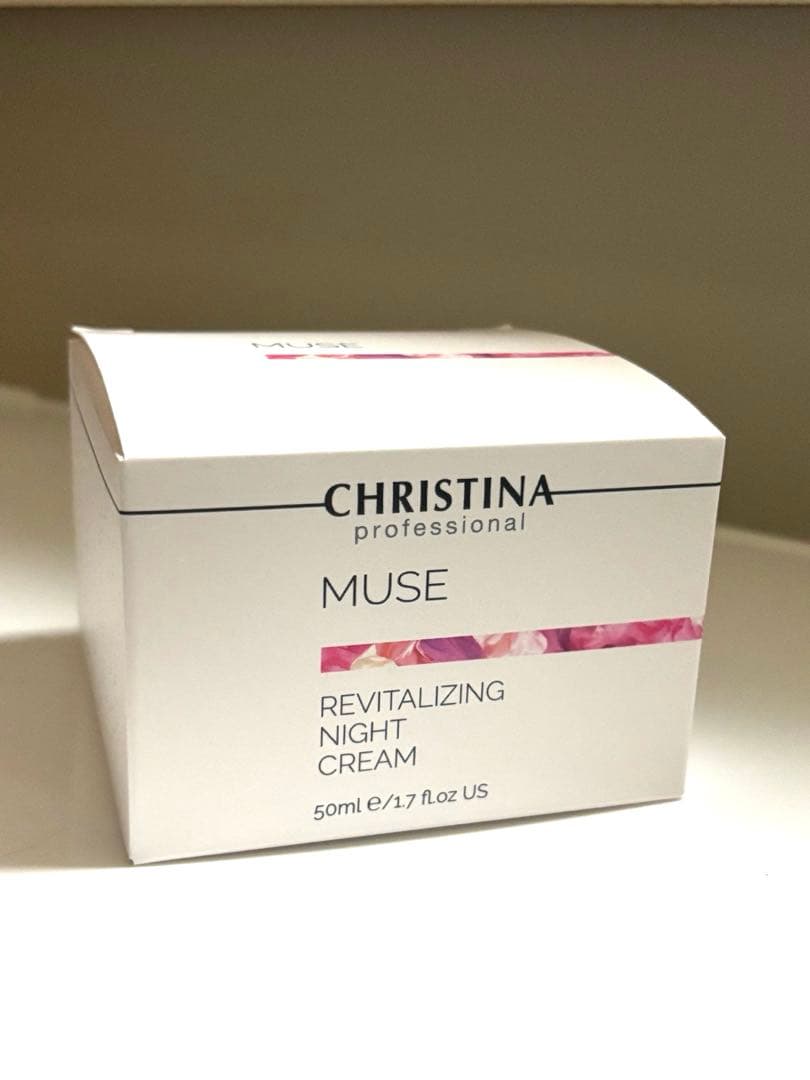 MUSE
CHRISTINA
professional
MUSE
REVITALIZING
NIGHT
CREAM
50ml e/1.7 fl.oz US